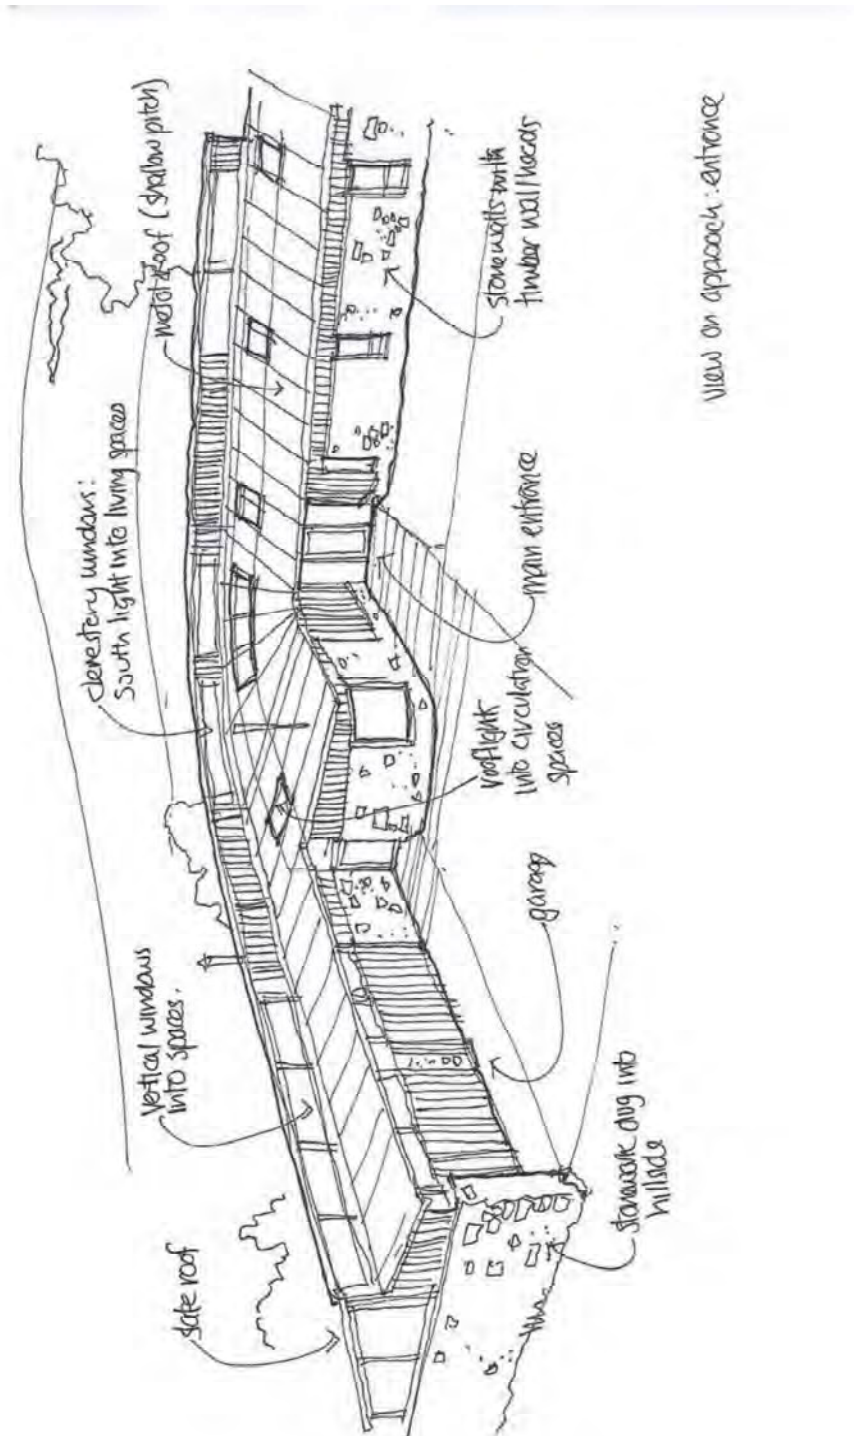 slate roof
vertical windows
into spaces.
clerestory windows:
South light into living spaces
metal roof (shallow pitch)
stonework dug into
hillside
garage
rooflight
into circulation
spaces
main entrance
stone walls with
timber wall heads
view on approach: entrance